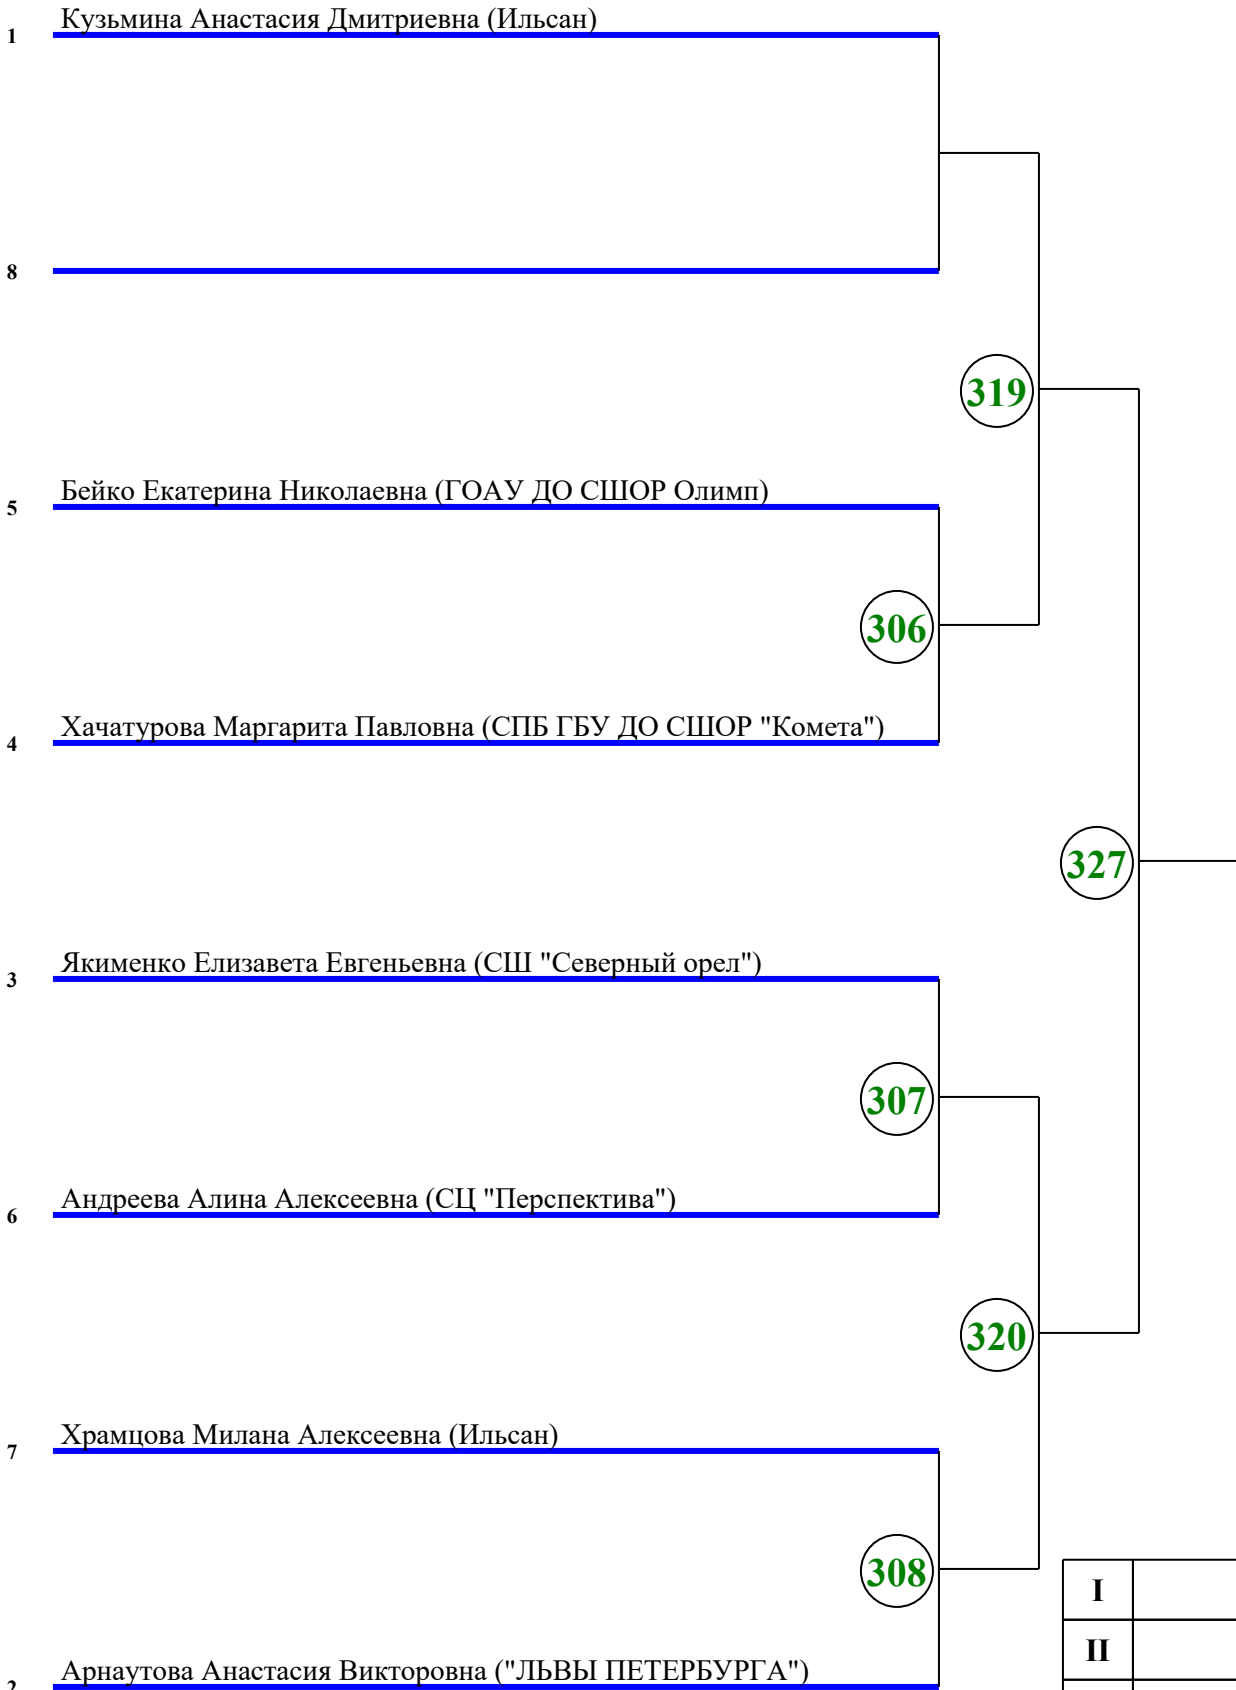 1 Кузьмина Анастасия Дмитриевна (Ильсан)
8
319
5 Бейко Екатерина Николаевна (ГОАУ ДО СШОР Олимп)
306
4 Хачатурова Маргарита Павловна (СПБ ГБУ ДО СШОР "Комета")
327
3 Якименко Елизавета Евгеньевна (СШ "Северный орел")
307
6 Андреева Алина Алексеевна (СЦ "Перспектива")
320
7 Храмцова Милана Алексеевна (Ильсан)
308
I
II
2 Арнаутова Анастасия Викторовна ("ЛЬВЫ ПЕТЕРБУРГА")